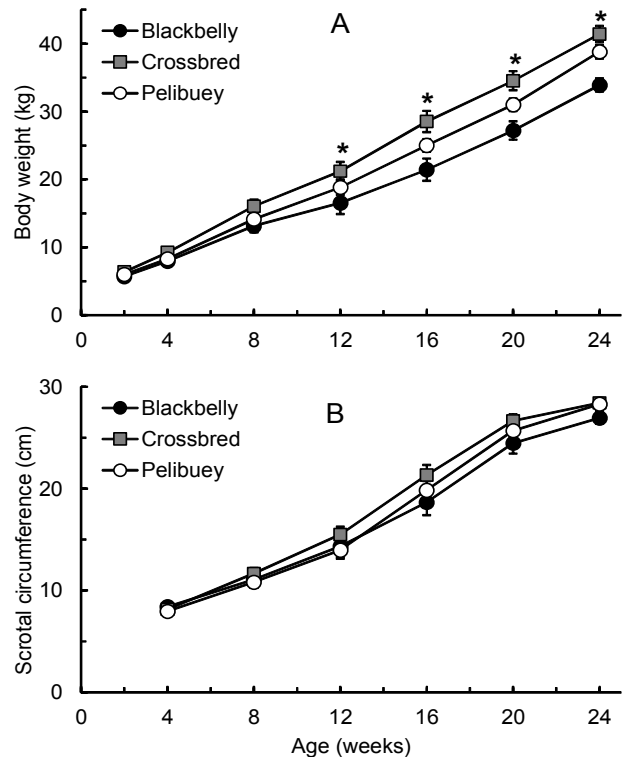 A
Blackbelly
Crossbred
Pelibuey
Body weight (kg)
40
30
20
10
0
* * * * *
0 4 8 12 16 20 24
B
Blackbelly
Crossbred
Pelibuey
Scrotal circumference (cm)
30
20
10
0
0 4 8 12 16 20 24
Age (weeks)